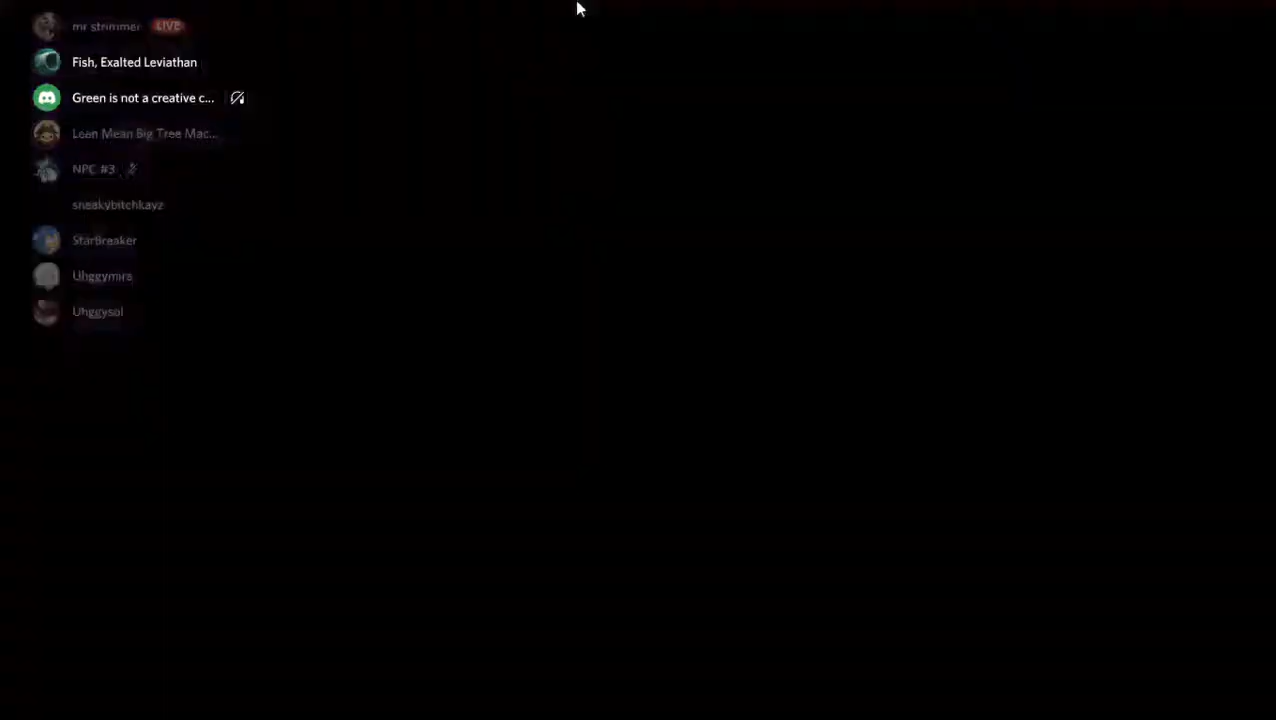 mr strimmer LIVE
Fish, Exalted Leviathan
Green is not a creative c...
Lean Mean Big Tree Mac...
NPC #3
sneakybitchkayz
StarBreaker
Uhggymira
Uhggysol